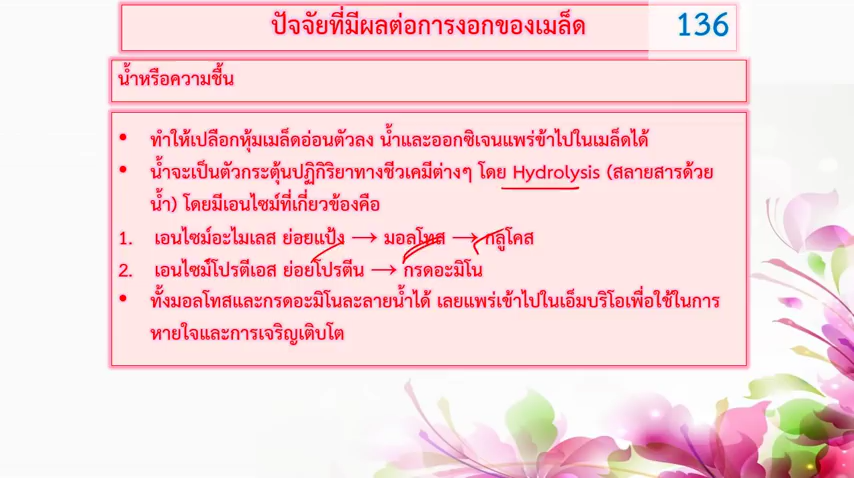 ปัจจัยที่มีผลต่อการงอกของเมล็ด
136
น้ำหรือความชื้น
• ทำให้เปลือกหุ้มเมล็ดอ่อนตัวลง น้ำและออกซิเจนแพร่ข้าไปในเมล็ดได้
• น้ำจะเป็นตัวกระตุ้นปฏิกิริยาทางชีวเคมีต่างๆ โดย Hydrolysis (สลายสารด้วย
น้ำ) โดยมีเอนไซม์ที่เกี่ยวข้องคือ
1. เอนไซม์อะไมเลส ย่อยแป้ง → มอลโทส → กลูโคส
2. เอนไซม์โปรตีเอส ย่อยโปรตีน → กรดอะมิโน
• ทั้งมอลโทสและกรดอะมิโนละลายน้ำได้ เลยแพร่เข้าไปในเอ็มบริโอเพื่อใช้ในการ
หายใจและการเจริญเติบโต